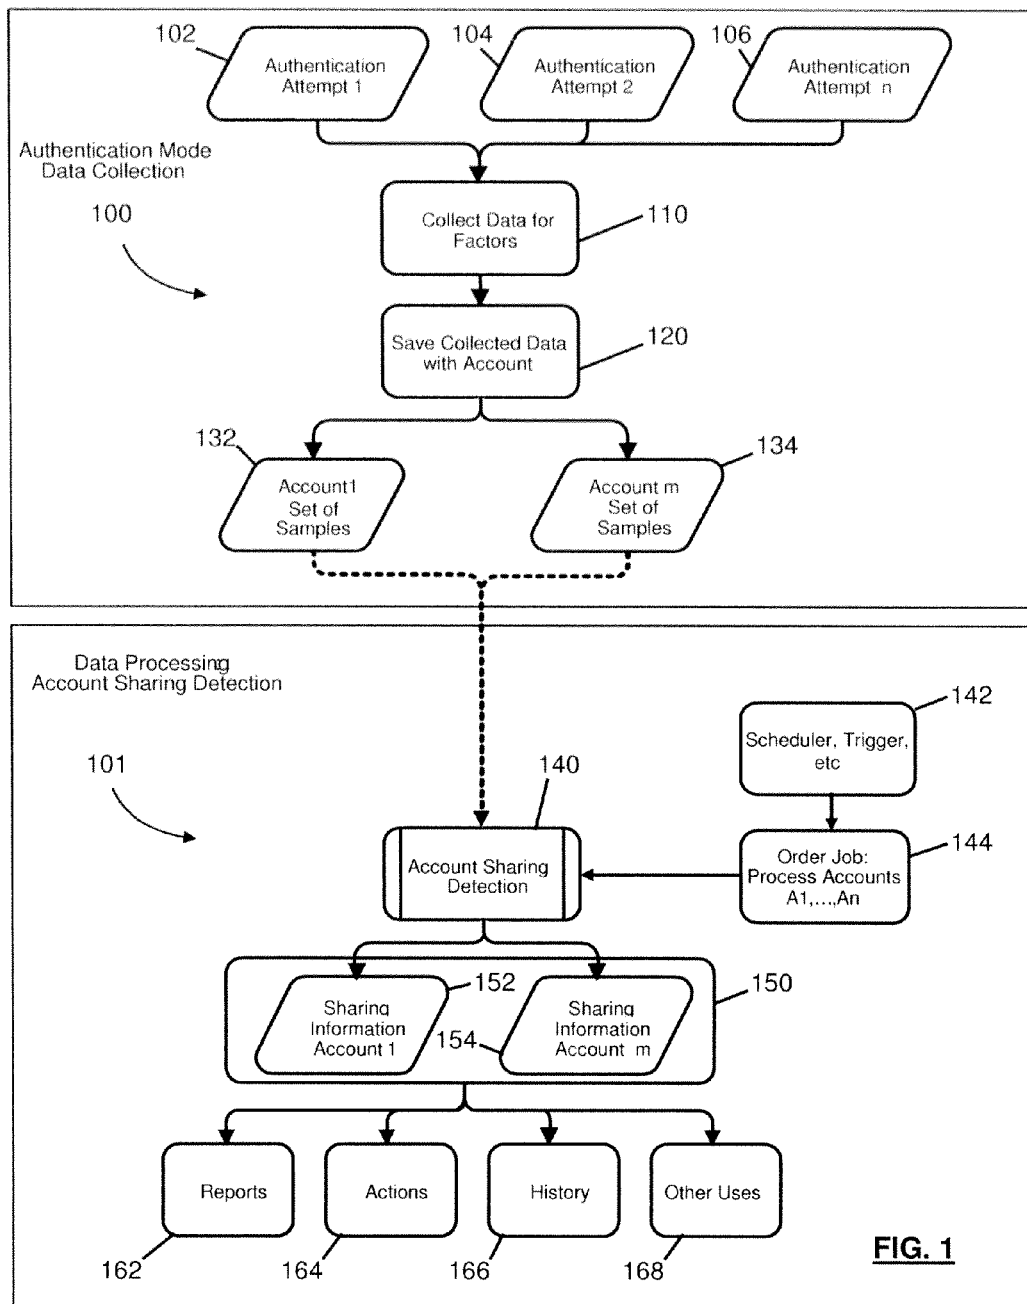 102
104
106
Authentication
Attempt 1
Authentication
Attempt 2
Authentication
Attempt n
Authentication Mode
Data Collection
100
Collect Data for
Factors
110
Save Collected Data
with Account
120
132
134
Account1
Set of
Samples
Account m
Set of
Samples
Data Processing
Account Sharing Detection
101
142
Scheduler, Trigger,
etc
140
144
Account Sharing
Detection
Order Job:
Process Accounts
A1,...,An
152
150
Sharing
Information
Account 1
154
Sharing
Information
Account m
Reports
Actions
History
Other Uses
162
164
166
168
FIG. 1